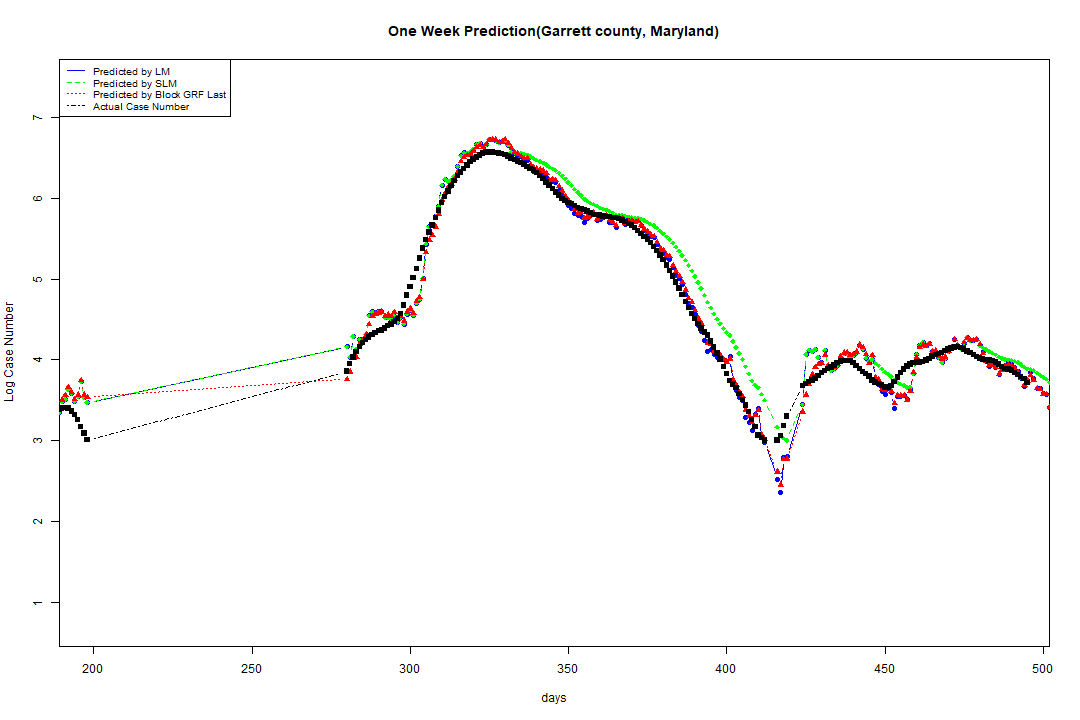 One Week Prediction(Garrett county, Maryland)
Predicted by LM
Predicted by SLM
Predicted by Block GRF Last
Actual Case Number
Log Case Number
7
6
5
4
3
2
1
200
250
300
350
400
450
500
days